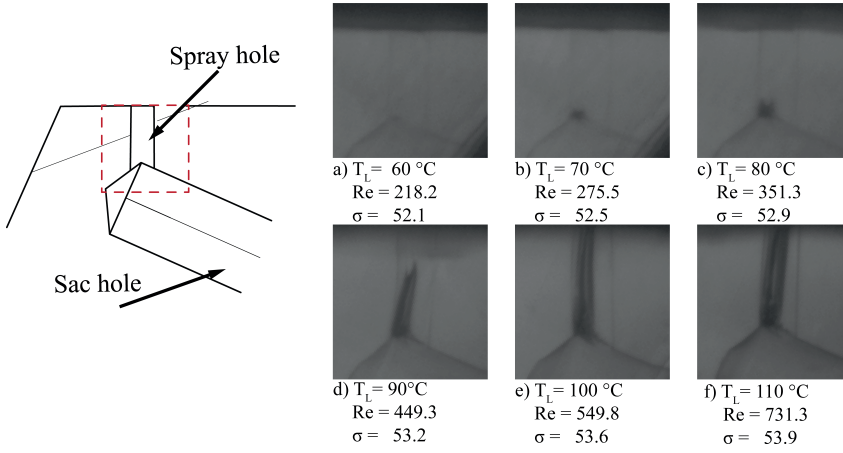 Spray hole
Sac hole
a) T_L = 60 °C
Re = 218.2
σ = 52.1
b) T_L = 70 °C
Re = 275.5
σ = 52.5
c) T_L = 80 °C
Re = 351.3
σ = 52.9
d) T_L = 90°C
Re = 449.3
σ = 53.2
e) T_L = 100 °C
Re = 549.8
σ = 53.6
f) T_L = 110 °C
Re = 731.3
σ = 53.9